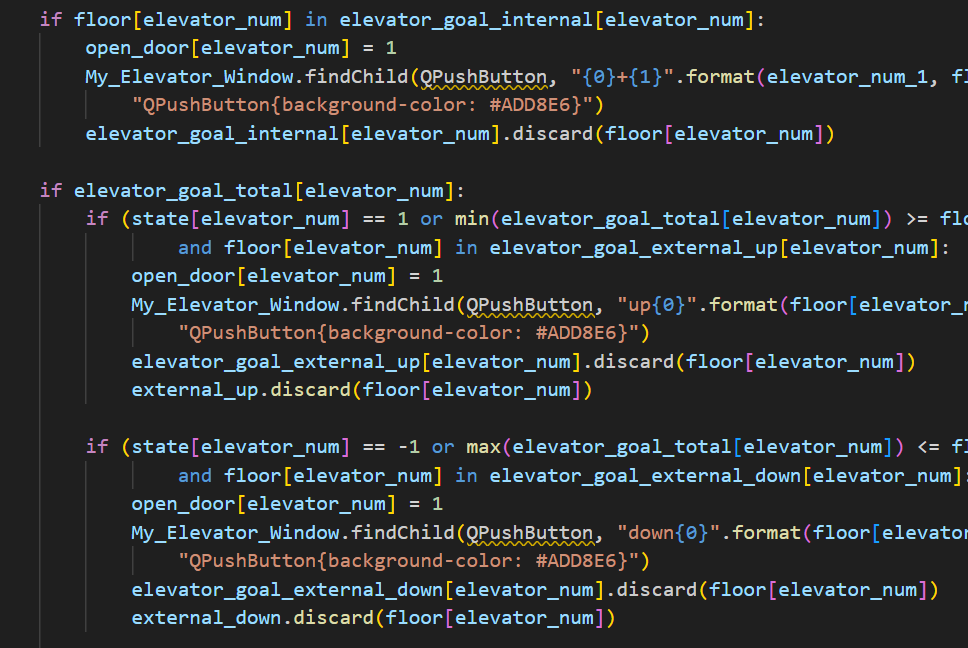 if floor[elevator_num] in elevator_goal_internal[elevator_num]:
open_door[elevator_num] = 1
My_Elevator_Window.findChild(QPushButton, "{0}+{1}".format(elevator_num_1, fl
"QPushButton{background-color: #ADD8E6}")
elevator_goal_internal[elevator_num].discard(floor[elevator_num])
if elevator_goal_total[elevator_num]:
if (state[elevator_num] == 1 or min(elevator_goal_total[elevator_num]) >= flo
and floor[elevator_num] in elevator_goal_external_up[elevator_num]:
open_door[elevator_num] = 1
My_Elevator_Window.findChild(QPushButton, "up{0}".format(floor[elevator_n
"QPushButton{background-color: #ADD8E6}")
elevator_goal_external_up[elevator_num].discard(floor[elevator_num])
external_up.discard(floor[elevator_num])
if (state[elevator_num] == -1 or max(elevator_goal_total[elevator_num]) <= fl
and floor[elevator_num] in elevator_goal_external_down[elevator_num]:
open_door[elevator_num] = 1
My_Elevator_Window.findChild(QPushButton, "down{0}".format(floor[elevator
"QPushButton{background-color: #ADD8E6}")
elevator_goal_external_down[elevator_num].discard(floor[elevator_num])
external_down.discard(floor[elevator_num])